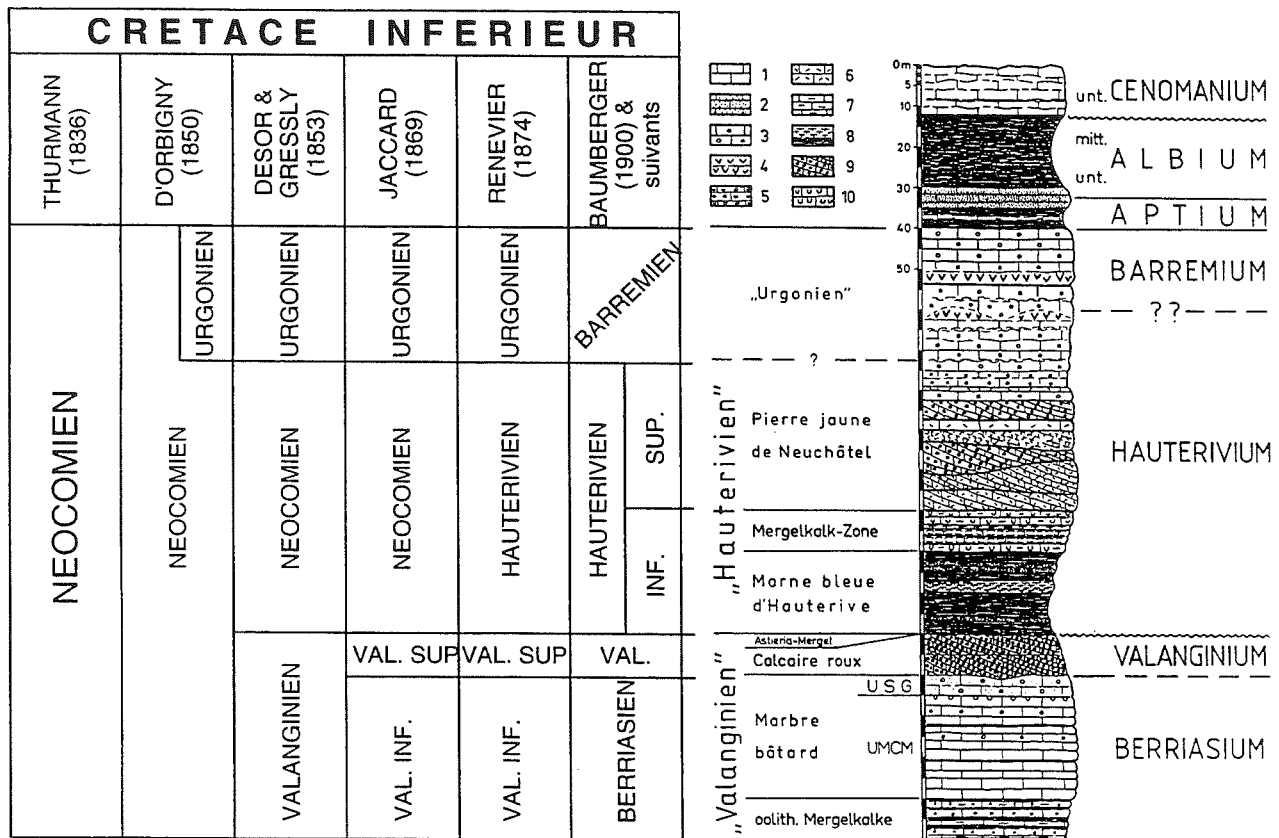 CRETACE INFERIEUR
THURMANN
(1836)
D'ORBIGNY
(1850)
DESOR &
GRESSLY
(1853)
JACCARD
(1869)
RENEVIER
(1874)
BAUMBERGER
(1900) &
suivants
NEOCOMIEN
NEOCOMIEN
URGONIEN
URGONIEN
NEOCOMIEN
VALANGINIEN
URGONIEN
NEOCOMIEN
VAL. SUP
VAL. INF.
URGONIEN
HAUTERIVIEN
VAL. SUP
VAL. INF.
BARREMIEN
HAUTERIVIEN
SUP.
INF.
VAL.
BERRIASIEN
1
2
3
4
5
6
7
8
9
10
„Urgonien”
?
„Hauterivien”
Pierre jaune
de Neuchâtel
Mergelkalk-Zone
Marne bleue
d'Hauterive
„Valanginien”
Astieria-Mergel
Calcaire roux
USG
Marbre
bâtard
UMCM
oolith. Mergelkalke
0m
5
10
20
30
40
50
unt. CENOMANIUM
mitt.
ALBIUM
unt.
APTIUM
BARREMIUM
??
HAUTERIVIUM
VALANGINIUM
BERRIASIUM